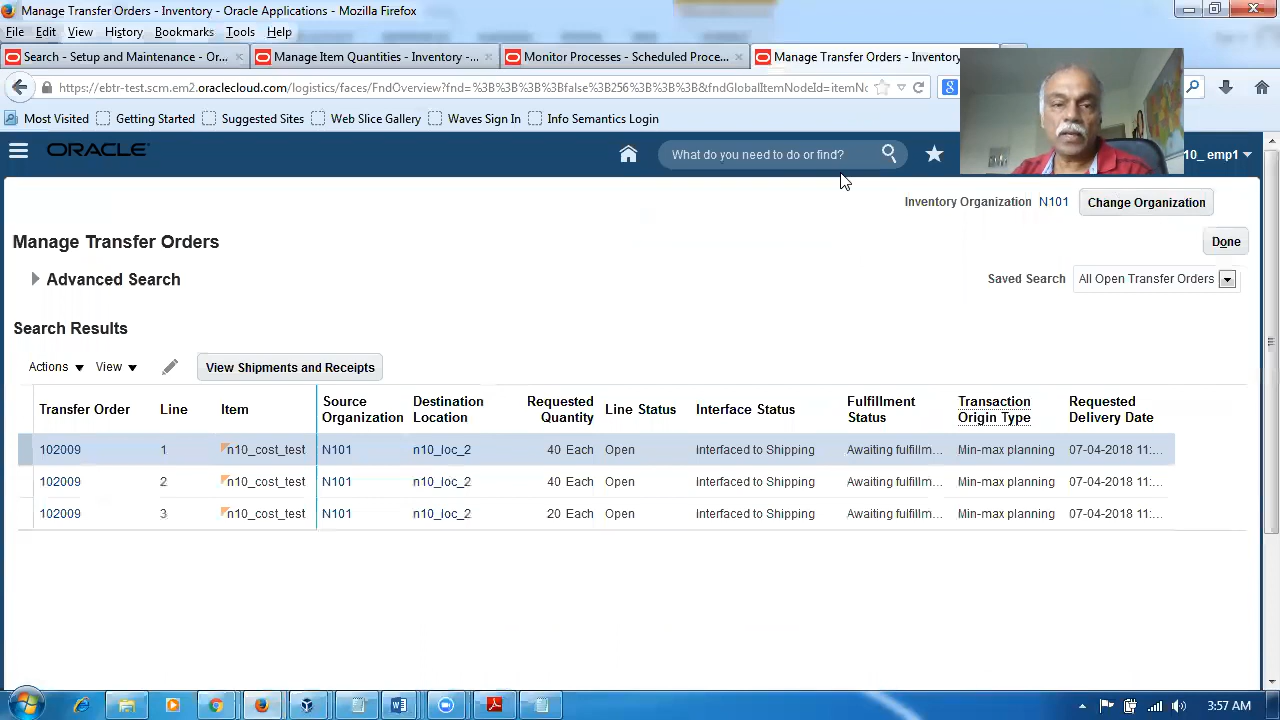 Manage Transfer Orders - Inventory - Oracle Applications - Mozilla Firefox
File Edit View History Bookmarks Tools Help
Search - Setup and Maintenance - Or... × Manage Item Quantities - Inventory - ... × Monitor Processes - Scheduled Proce... × Manage Transfer Orders - Inventory
https://ebtr-test.scm.em2.oraclecloud.com/logistics/faces/FndOverview?fnd=%3B%3B%3Bfalse%3B256%3B%3B%3B&fndGlobalItemNodeId=itemNo
Most Visited Getting Started Suggested Sites Web Slice Gallery Waves Sign In Info Semantics Login
ORACLE What do you need to do or find? 10_ emp1
Inventory Organization N101 Change Organization
Manage Transfer Orders Done
Advanced Search Saved Search All Open Transfer Orders
Search Results
Actions View View Shipments and Receipts
Transfer Order Line Item Source Organization Destination Location Requested Quantity Line Status Interface Status Fulfillment Status Transaction Origin Type Requested Delivery Date
102009 1 n10_cost_test N101 n10_loc_2 40 Each Open Interfaced to Shipping Awaiting fulfillm... Min-max planning 07-04-2018 11:...
102009 2 n10_cost_test N101 n10_loc_2 40 Each Open Interfaced to Shipping Awaiting fulfillm... Min-max planning 07-04-2018 11:...
102009 3 n10_cost_test N101 n10_loc_2 20 Each Open Interfaced to Shipping Awaiting fulfillm... Min-max planning 07-04-2018 11:...
3:57 AM